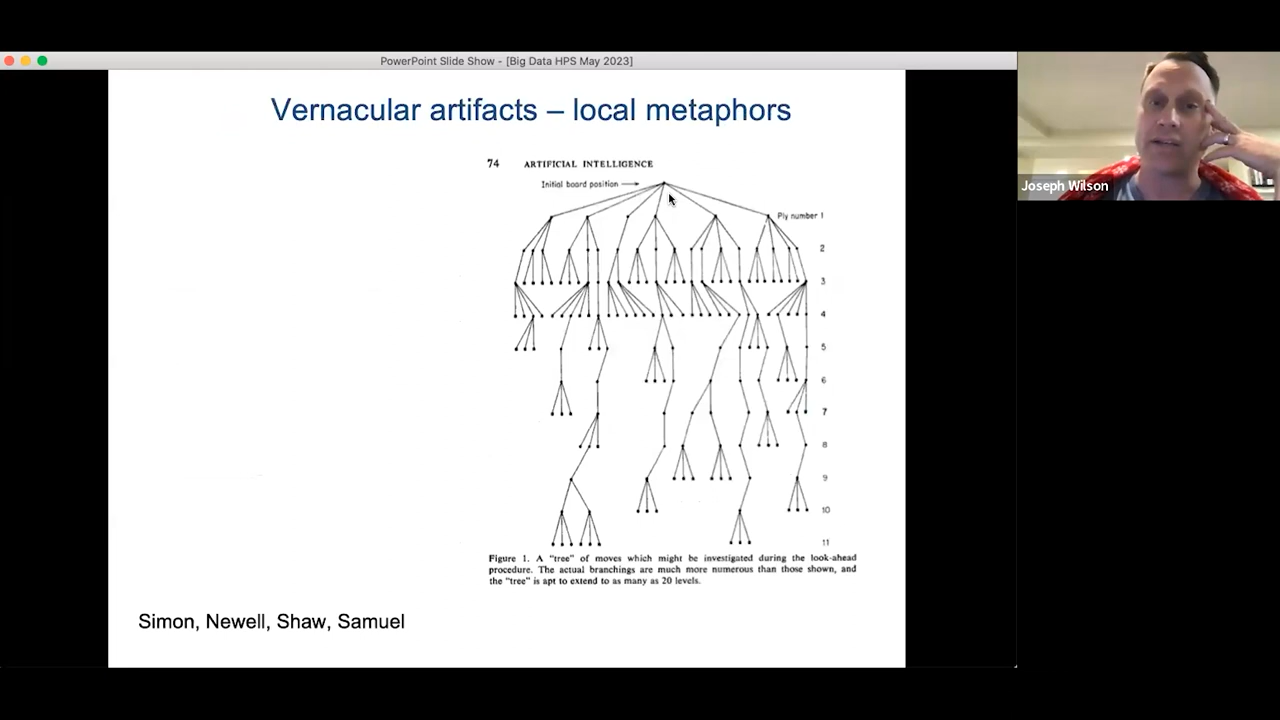 PowerPoint Slide Show - [Big Data HPS May 2023]
Vernacular artifacts – local metaphors
74 ARTIFICIAL INTELLIGENCE
Initial board position
Ply number 1
2
3
4
5
6
7
8
9
10
11
Figure 1. A “tree” of moves which might be investigated during the look-ahead
procedure. The actual branchings are much more numerous than those shown, and
the “tree” is apt to extend to as many as 20 levels.
Simon, Newell, Shaw, Samuel
Joseph Wilson